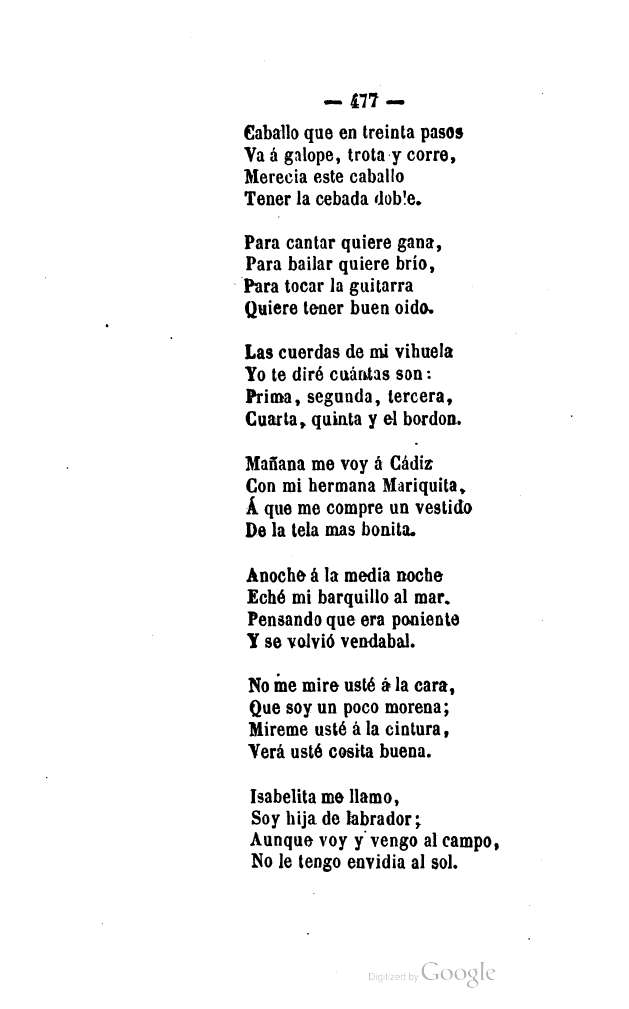 — 477 —
Caballo que en treinta pasos
Va á galope, trota y corre,
Merecia este caballo
Tener la cebada doble.
Para cantar quiere gana,
Para bailar quiere brío,
Para tocar la guitarra
Quiere tener buen oido.
Las cuerdas de mi vihuela
Yo te diré cuántas son:
Prima, segunda, tercera,
Cuarta, quinta y el bordon.
Mañana me voy á Cádiz
Con mi hermana Mariquita,
Á que me compre un vestido
De la tela mas bonita.
Anoche á la media noche
Eché mi barquillo al mar.
Pensando que era poniente
Y se volvió vendabal.
No me mire usté á la cara,
Que soy un poco morena;
Mireme usté á la cintura,
Verá usté cosita buena.
Isabelita me llamo,
Soy hija de labrador;
Aunque voy y vengo al campo,
No le tengo envidia al sol.
Digitized by Google